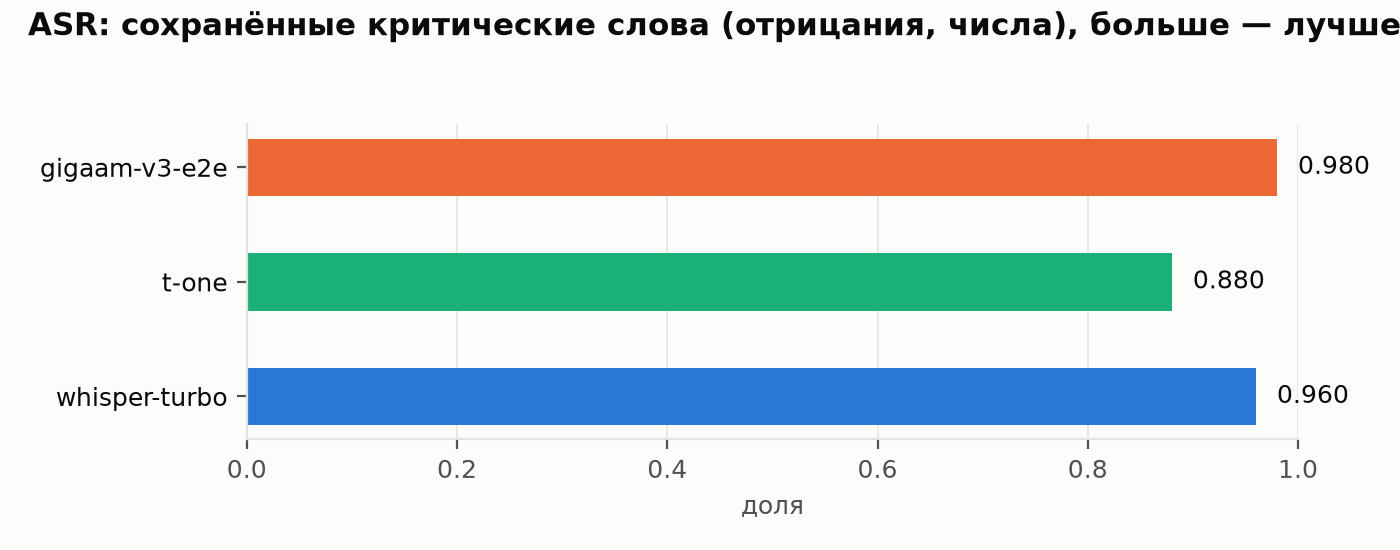 ASR: сохранённые критические слова (отрицания, числа), больше — лучше
gigaam-v3-e2e
0.980
t-one
0.880
whisper-turbo
0.960
0.0 0.2 0.4 0.6 0.8 1.0
доля